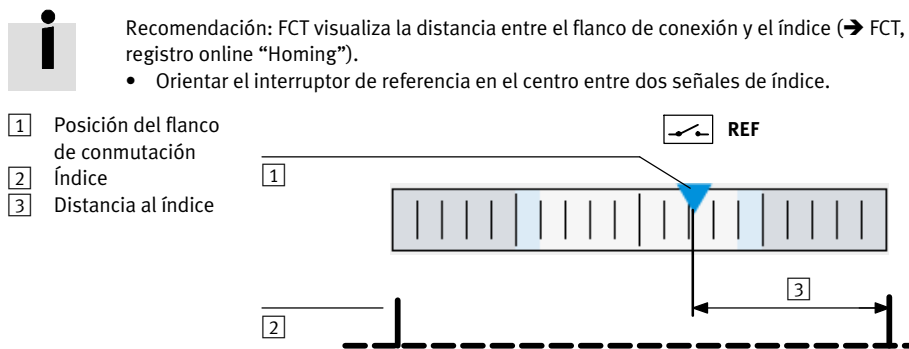 i
Recomendación: FCT visualiza la distancia entre el flanco de conexión y el índice (➔ FCT,
registro online “Homing”).
• Orientar el interruptor de referencia en el centro entre dos señales de índice.
1 Posición del flanco
de conmutación
2 Índice
3 Distancia al índice
REF
1
3
2